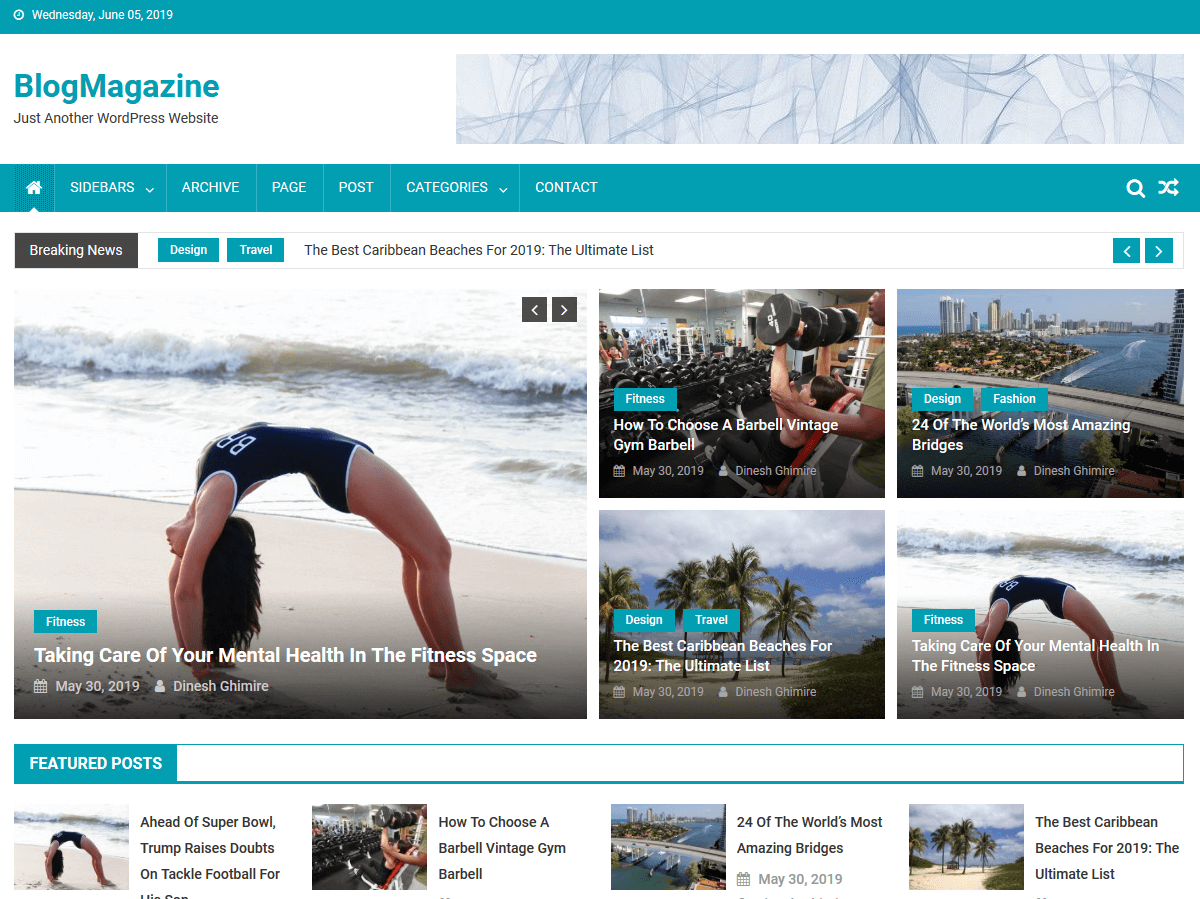 Wednesday, June 05, 2019
BlogMagazine
Just Another WordPress Website
SIDEBARS ARCHIVE PAGE POST CATEGORIES CONTACT
Breaking News Design Travel The Best Caribbean Beaches For 2019: The Ultimate List
Fitness
Taking Care Of Your Mental Health In The Fitness Space
May 30, 2019 Dinesh Ghimire
Fitness
How To Choose A Barbell Vintage
Gym Barbell
May 30, 2019 Dinesh Ghimire
Design Fashion
24 Of The World’s Most Amazing
Bridges
May 30, 2019 Dinesh Ghimire
Design Travel
The Best Caribbean Beaches For
2019: The Ultimate List
May 30, 2019 Dinesh Ghimire
Fitness
Taking Care Of Your Mental Health In
The Fitness Space
May 30, 2019 Dinesh Ghimire
FEATURED POSTS
Ahead Of Super Bowl,
Trump Raises Doubts
On Tackle Football For
His Son
How To Choose A
Barbell Vintage Gym
Barbell
24 Of The World’s Most
Amazing Bridges
May 30, 2019
The Best Caribbean
Beaches For 2019: The
Ultimate List